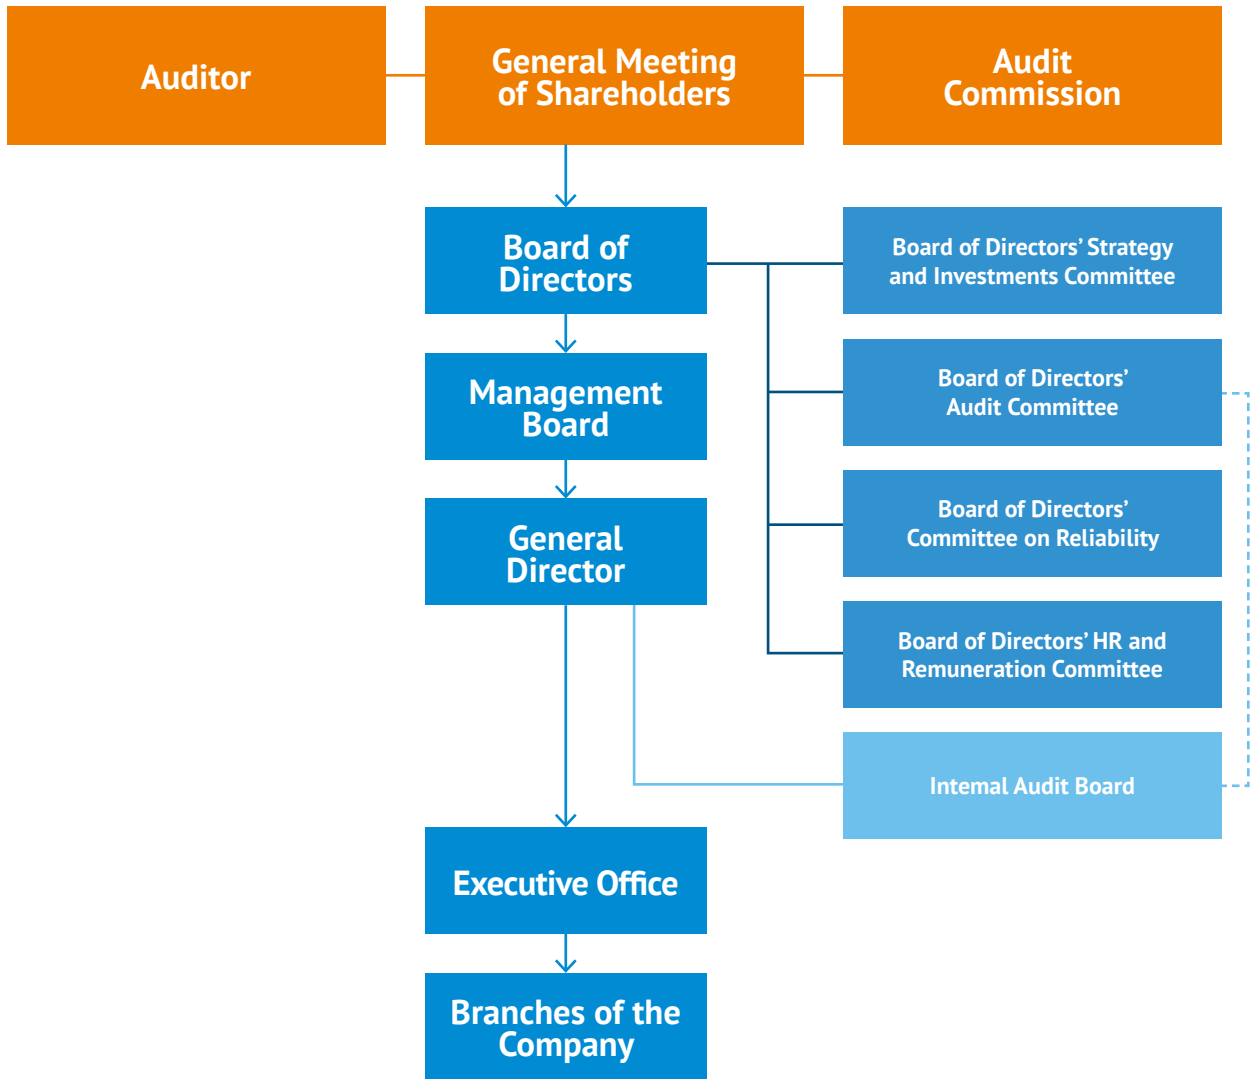 Auditor
General Meeting
of Shareholders
Audit
Commission
Board of
Directors
Board of Directors’ Strategy
and Investments Committee
Management
Board
Board of Directors’
Audit Committee
General
Director
Board of Directors’
Committee on Reliability
Board of Directors’ HR and
Remuneration Committee
Intemal Audit Board
Executive Office
Branches of the
Company